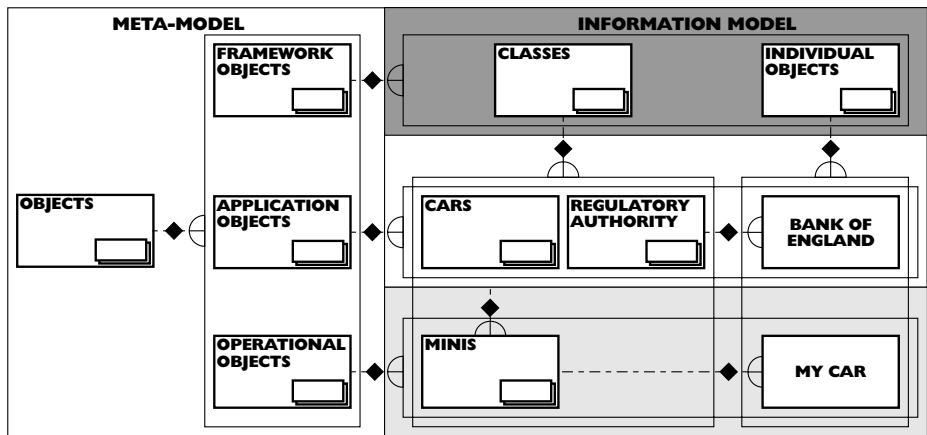 META-MODEL
INFORMATION MODEL
FRAMEWORK
OBJECTS
CLASSES
INDIVIDUAL
OBJECTS
OBJECTS
APPLICATION
OBJECTS
CARS
REGULATORY
AUTHORITY
BANK OF
ENGLAND
OPERATIONAL
OBJECTS
MINIS
MY CAR